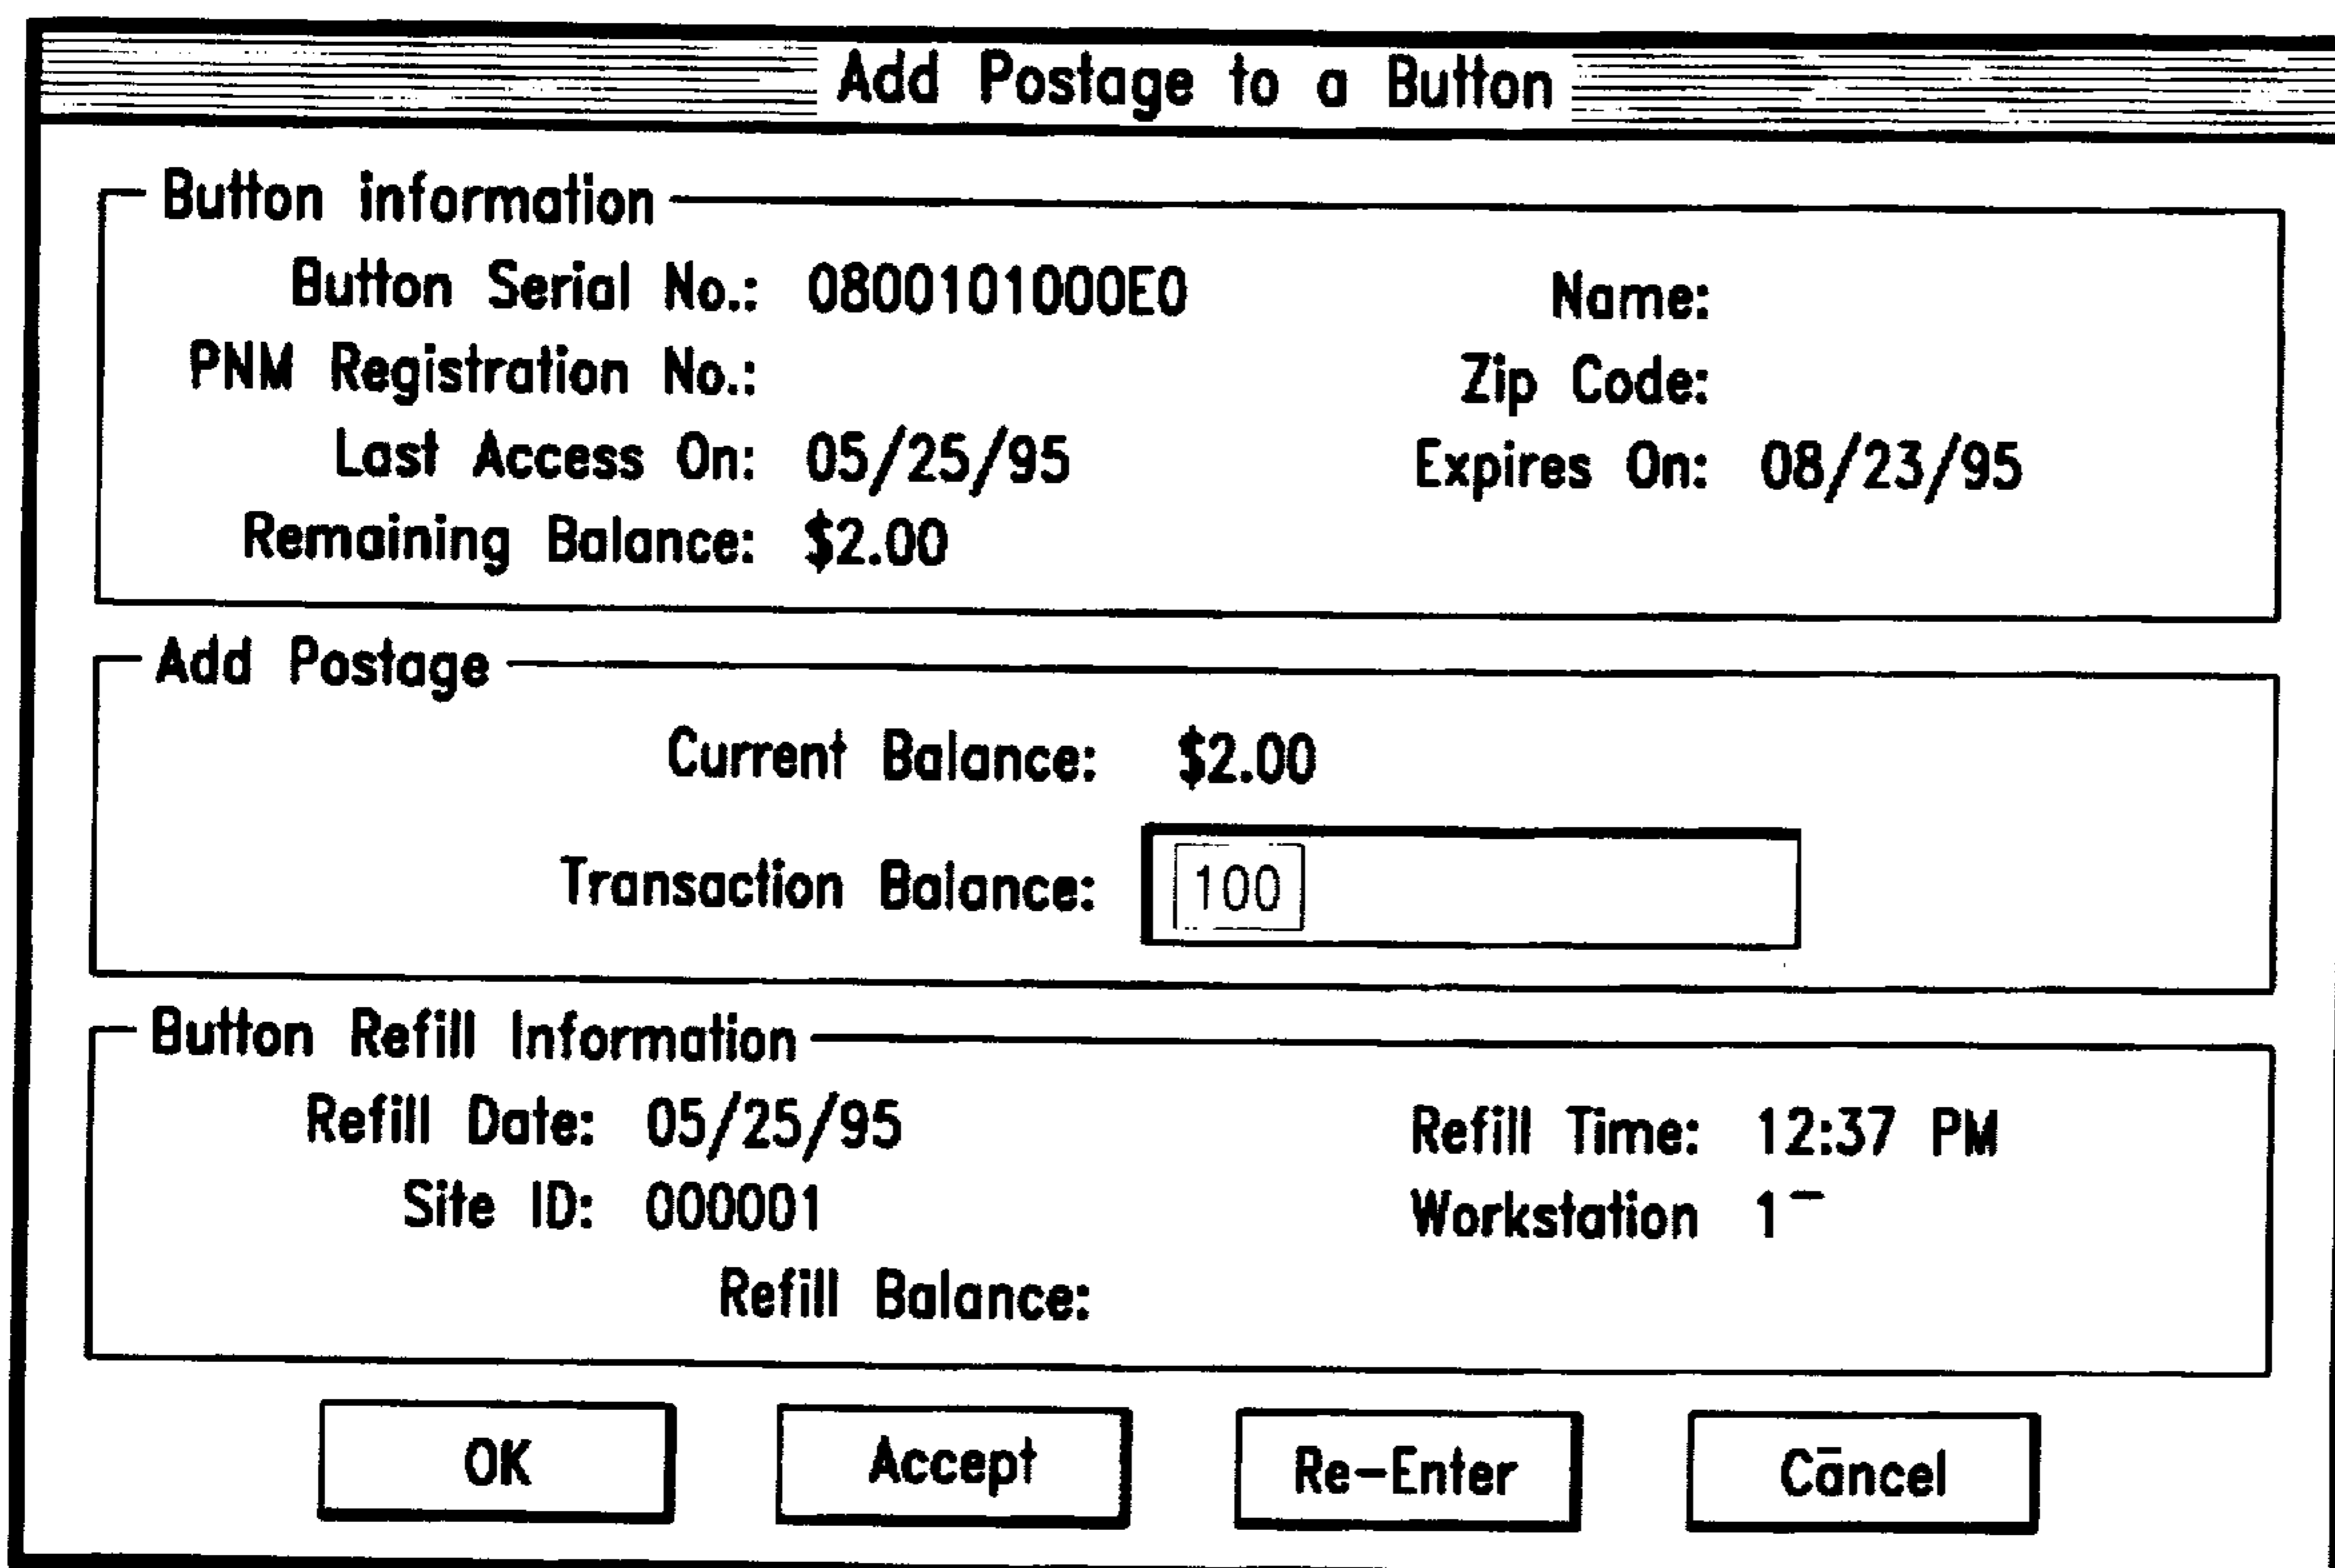 Add Postage to a Button
Button information
Button Serial No.: 0800101000E0 Name:
PNM Registration No.: Zip Code:
Last Access On: 05/25/95 Expires On: 08/23/95
Remaining Balance: $2.00
Add Postage
Current Balance: $2.00
Transaction Balance: 100
Button Refill Information
Refill Date: 05/25/95 Refill Time: 12:37 PM
Site ID: 000001 Workstation 1
Refill Balance:
OK Accept Re-Enter Cancel